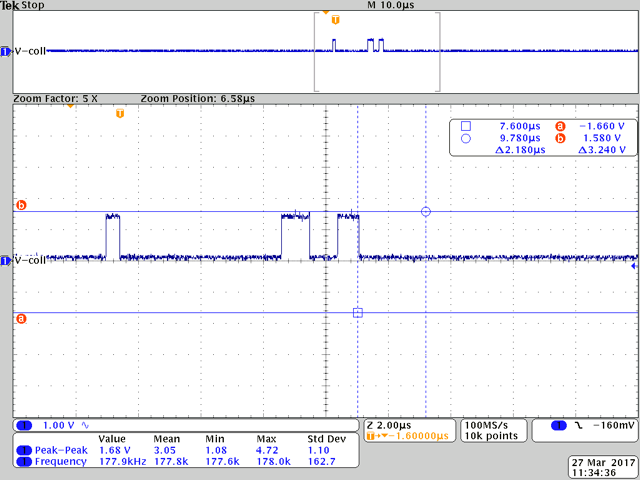 Tek Stop
M 10.0µs
T
1 V-coll
Zoom Factor: 5 X Zoom Position: 6.58µs
T
7.600µs a −1.660 V
9.780µs b 1.580 V
Δ2.180µs Δ3.240 V
b
1 V-coll
a
1 1.00 V ∿
Z 2.00µs
T→▾−1.60000µs
100MS/s
10k points
1 −160mV
Value Mean Min Max Std Dev
1 Peak-Peak 1.68 V 3.05 1.08 4.72 1.10
1 Frequency 177.9kHz 177.8k 177.6k 178.0k 162.7
27 Mar 2017
11:34:36